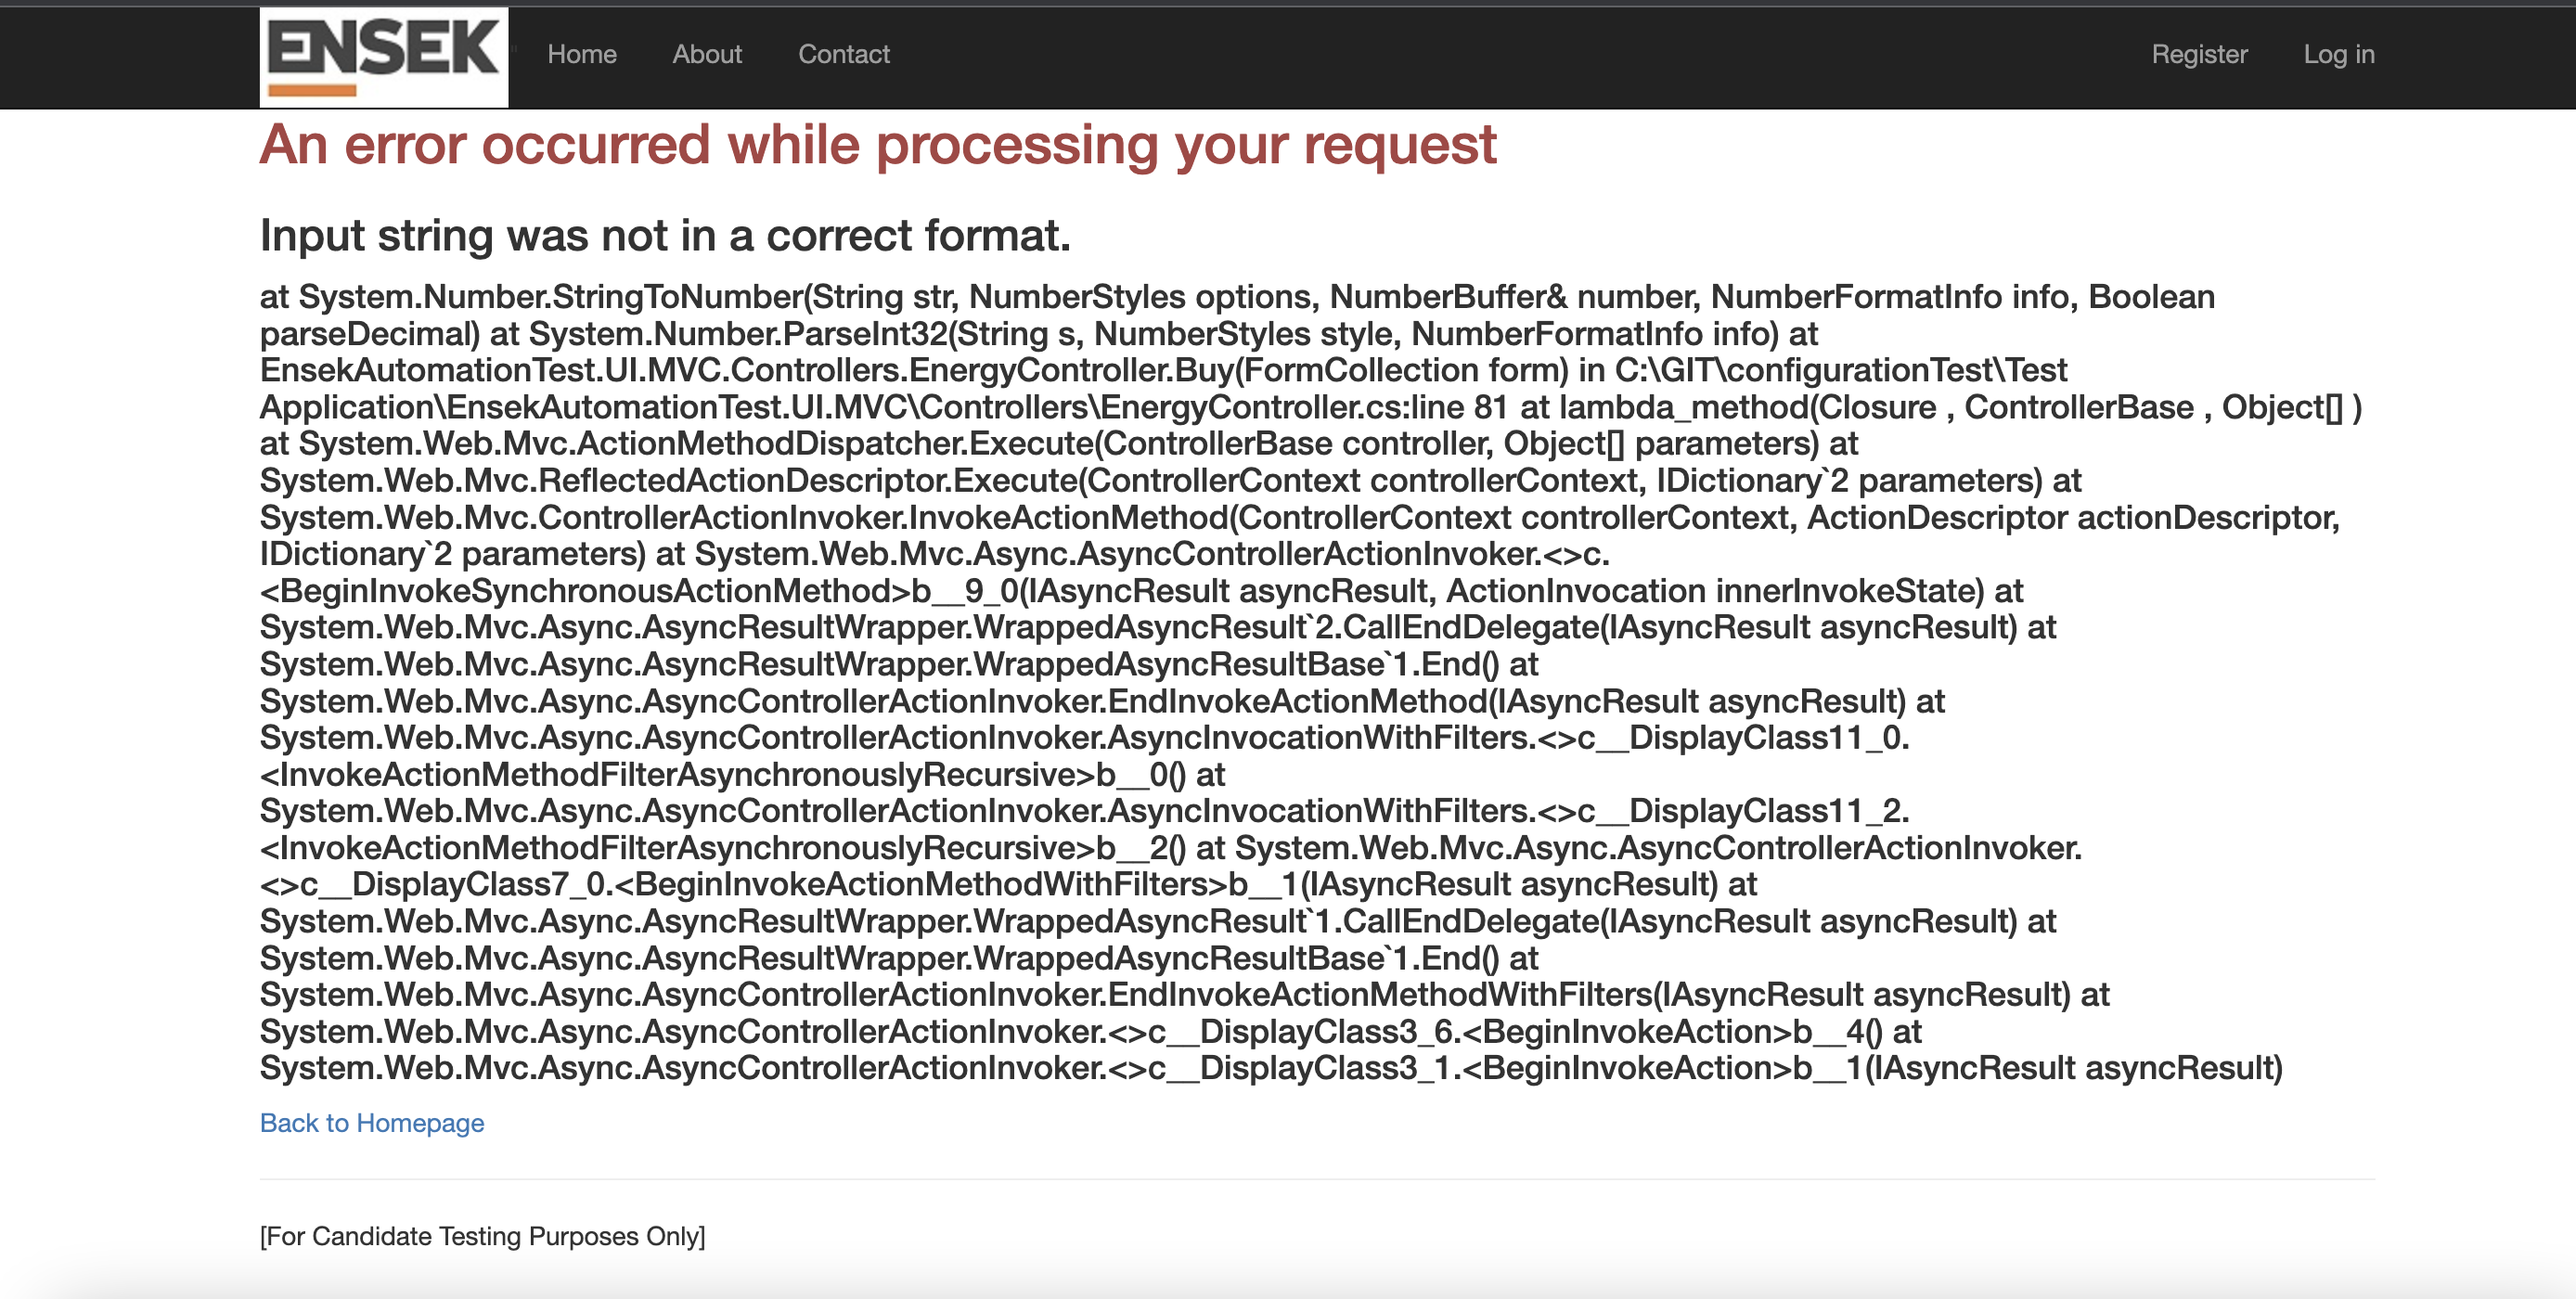 ENSEK
Home About Contact Register Log in
An error occurred while processing your request
Input string was not in a correct format.
at System.Number.StringToNumber(String str, NumberStyles options, NumberBuffer& number, NumberFormatInfo info, Boolean
parseDecimal) at System.Number.ParseInt32(String s, NumberStyles style, NumberFormatInfo info) at
EnsekAutomationTest.UI.MVC.Controllers.EnergyController.Buy(FormCollection form) in C:\GIT\configurationTest\Test
Application\EnsekAutomationTest.UI.MVC\Controllers\EnergyController.cs:line 81 at lambda_method(Closure , ControllerBase , Object[] )
at System.Web.Mvc.ActionMethodDispatcher.Execute(ControllerBase controller, Object[] parameters) at
System.Web.Mvc.ReflectedActionDescriptor.Execute(ControllerContext controllerContext, IDictionary`2 parameters) at
System.Web.Mvc.ControllerActionInvoker.InvokeActionMethod(ControllerContext controllerContext, ActionDescriptor actionDescriptor,
IDictionary`2 parameters) at System.Web.Mvc.Async.AsyncControllerActionInvoker.<>c.
<BeginInvokeSynchronousActionMethod>b__9_0(IAsyncResult asyncResult, ActionInvocation innerInvokeState) at
System.Web.Mvc.Async.AsyncResultWrapper.WrappedAsyncResult`2.CallEndDelegate(IAsyncResult asyncResult) at
System.Web.Mvc.Async.AsyncResultWrapper.WrappedAsyncResultBase`1.End() at
System.Web.Mvc.Async.AsyncControllerActionInvoker.EndInvokeActionMethod(IAsyncResult asyncResult) at
System.Web.Mvc.Async.AsyncControllerActionInvoker.AsyncInvocationWithFilters.<>c__DisplayClass11_0.
<InvokeActionMethodFilterAsynchronouslyRecursive>b__0() at
System.Web.Mvc.Async.AsyncControllerActionInvoker.AsyncInvocationWithFilters.<>c__DisplayClass11_2.
<InvokeActionMethodFilterAsynchronouslyRecursive>b__2() at System.Web.Mvc.Async.AsyncControllerActionInvoker.
<>c__DisplayClass7_0.<BeginInvokeActionMethodWithFilters>b__1(IAsyncResult asyncResult) at
System.Web.Mvc.Async.AsyncResultWrapper.WrappedAsyncResult`1.CallEndDelegate(IAsyncResult asyncResult) at
System.Web.Mvc.Async.AsyncResultWrapper.WrappedAsyncResultBase`1.End() at
System.Web.Mvc.Async.AsyncControllerActionInvoker.EndInvokeActionMethodWithFilters(IAsyncResult asyncResult) at
System.Web.Mvc.Async.AsyncControllerActionInvoker.<>c__DisplayClass3_6.<BeginInvokeAction>b__4() at
System.Web.Mvc.Async.AsyncControllerActionInvoker.<>c__DisplayClass3_1.<BeginInvokeAction>b__1(IAsyncResult asyncResult)
Back to Homepage
[For Candidate Testing Purposes Only]